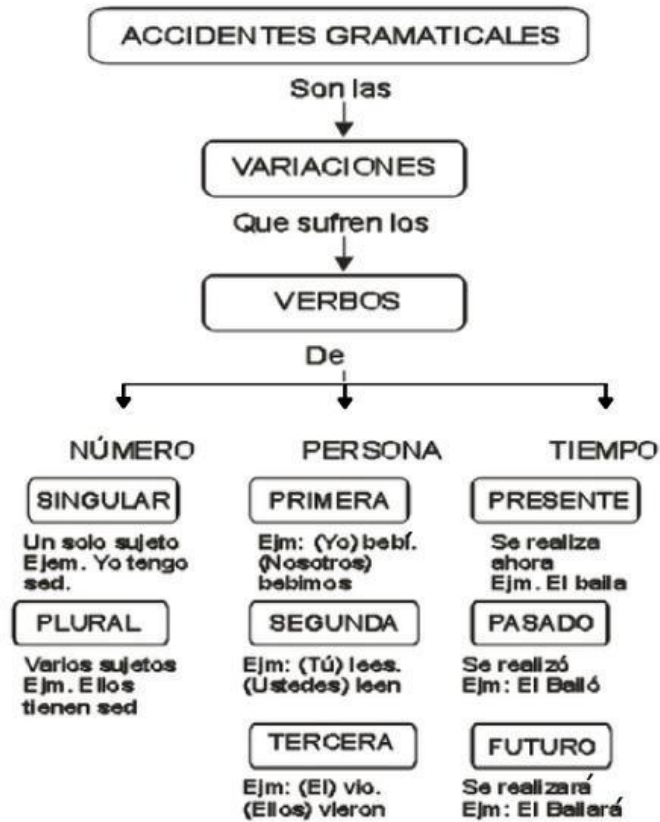 ACCIDENTES GRAMATICALES
Son las
VARIACIONES
Que sufren los
VERBOS
De
NÚMERO
SINGULAR
Un solo sujeto
Ejem. Yo tengo
sed.
PLURAL
Varios sujetos
Ejm. Ellos
tienen sed
PERSONA
PRIMERA
Ejm: (Yo) bebí.
(Nosotros)
bebimos
SEGUNDA
Ejm: (Tú) lees.
(Ustedes) leen
TERCERA
Ejm: (El) vio.
(Ellos) vieron
TIEMPO
PRESENTE
Se realiza
ahora
Ejm. El baila
PASADO
Se realizó
Ejm: El Bailó
FUTURO
Se realizará
Ejm: El Bailará